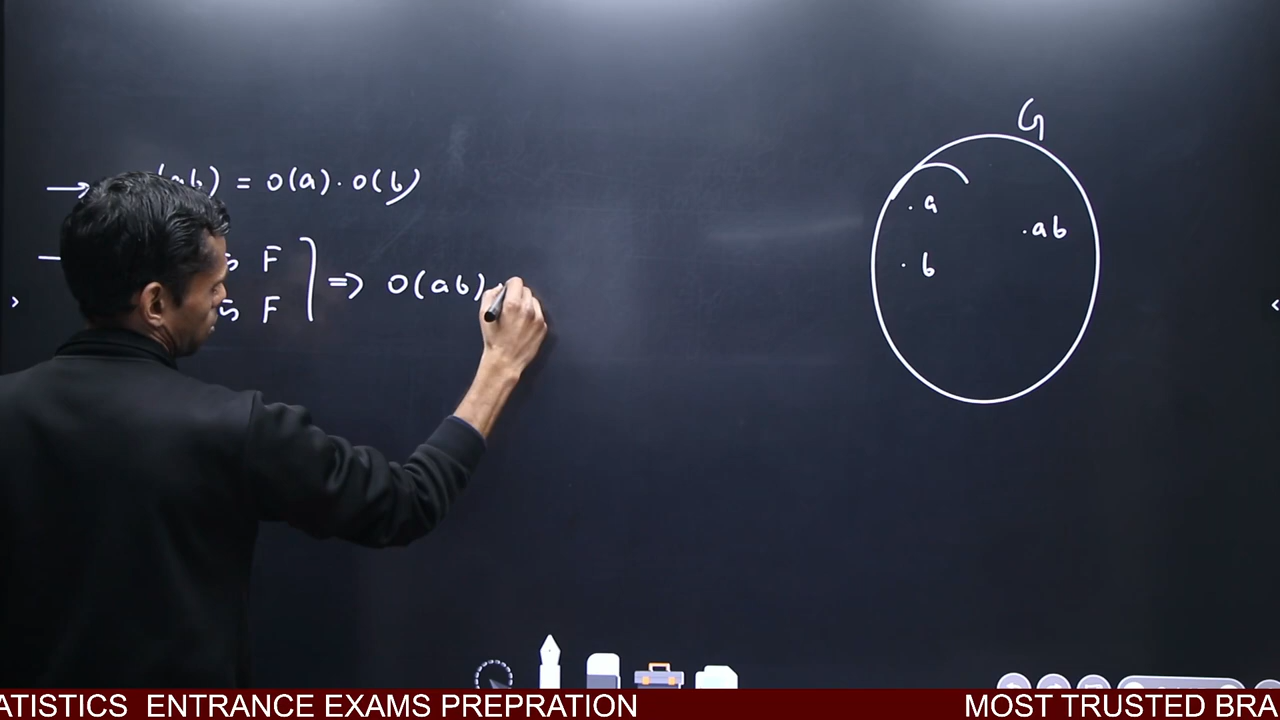 G
→ (ab) = O(a).O(b)
.a
.ab
F
⇒ O(ab)
.b
F
ATISTICS ENTRANCE EXAMS PREPRATION
MOST TRUSTED BRA